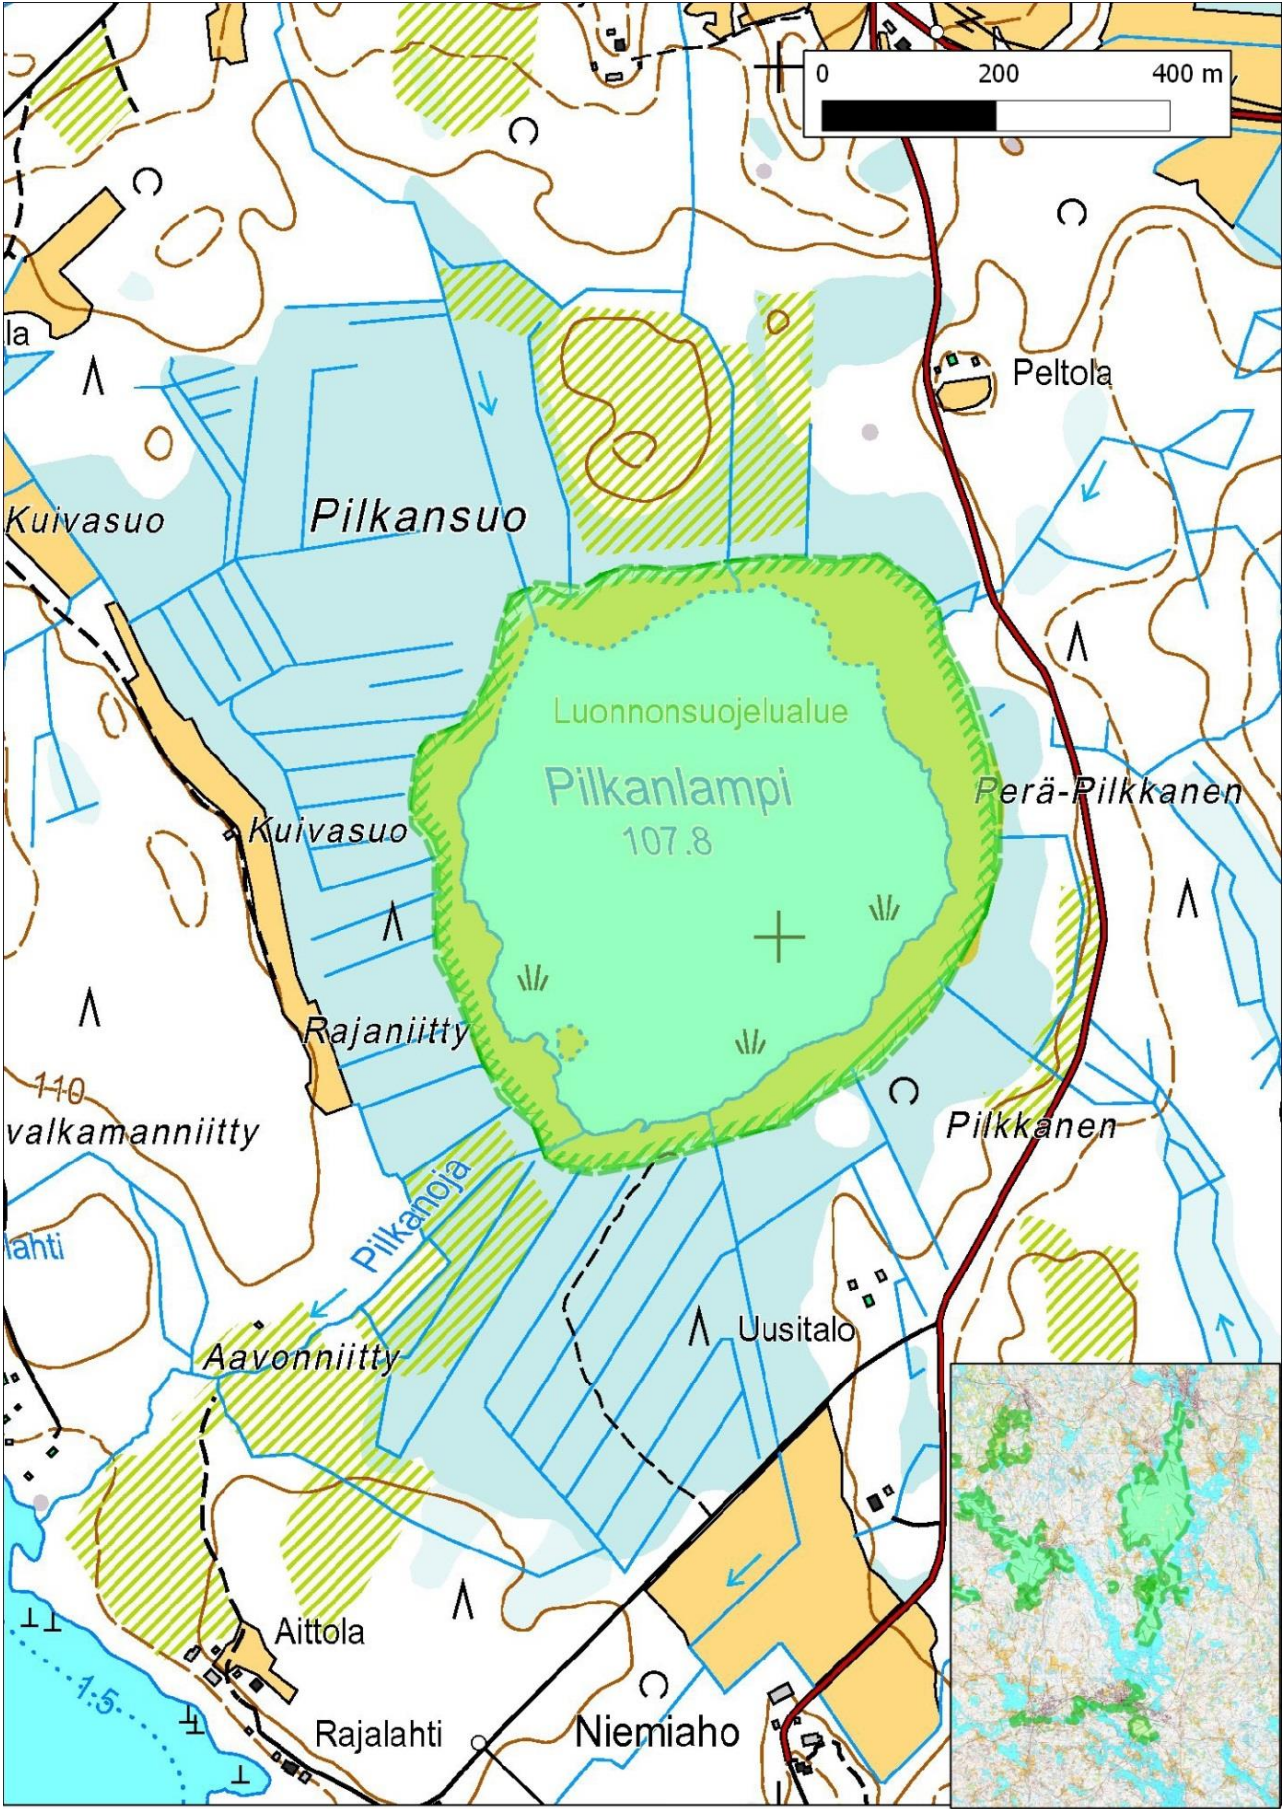 0 200 400 m
la
Peltola
Kuivasuo
Pilkansuo
Luonnonsuojelualue
Pilkanlampi
107.8
Perä-Pilkkanen
Kuivasuo
Rajaniitty
110
valkamanniitty
Pilkkanen
Pilkanoja
lahti
Uusitalo
Aavonniitty
Aittola
1.5
Rajalahti
Niemiaho